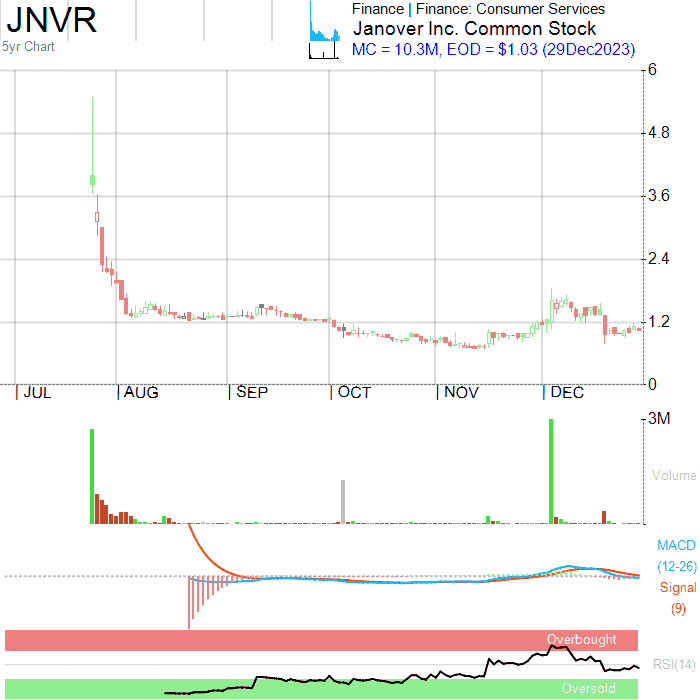 JNVR
5yr Chart
Finance | Finance: Consumer Services
Janover Inc. Common Stock
MC = 10.3M, EOD = $1.03 (29Dec2023)
6
4.8
3.6
2.4
1.2
0
JUL AUG SEP OCT NOV DEC
3M
Volume
MACD
(12-26)
Signal
(9)
Overbought
RSI(14)
Oversold